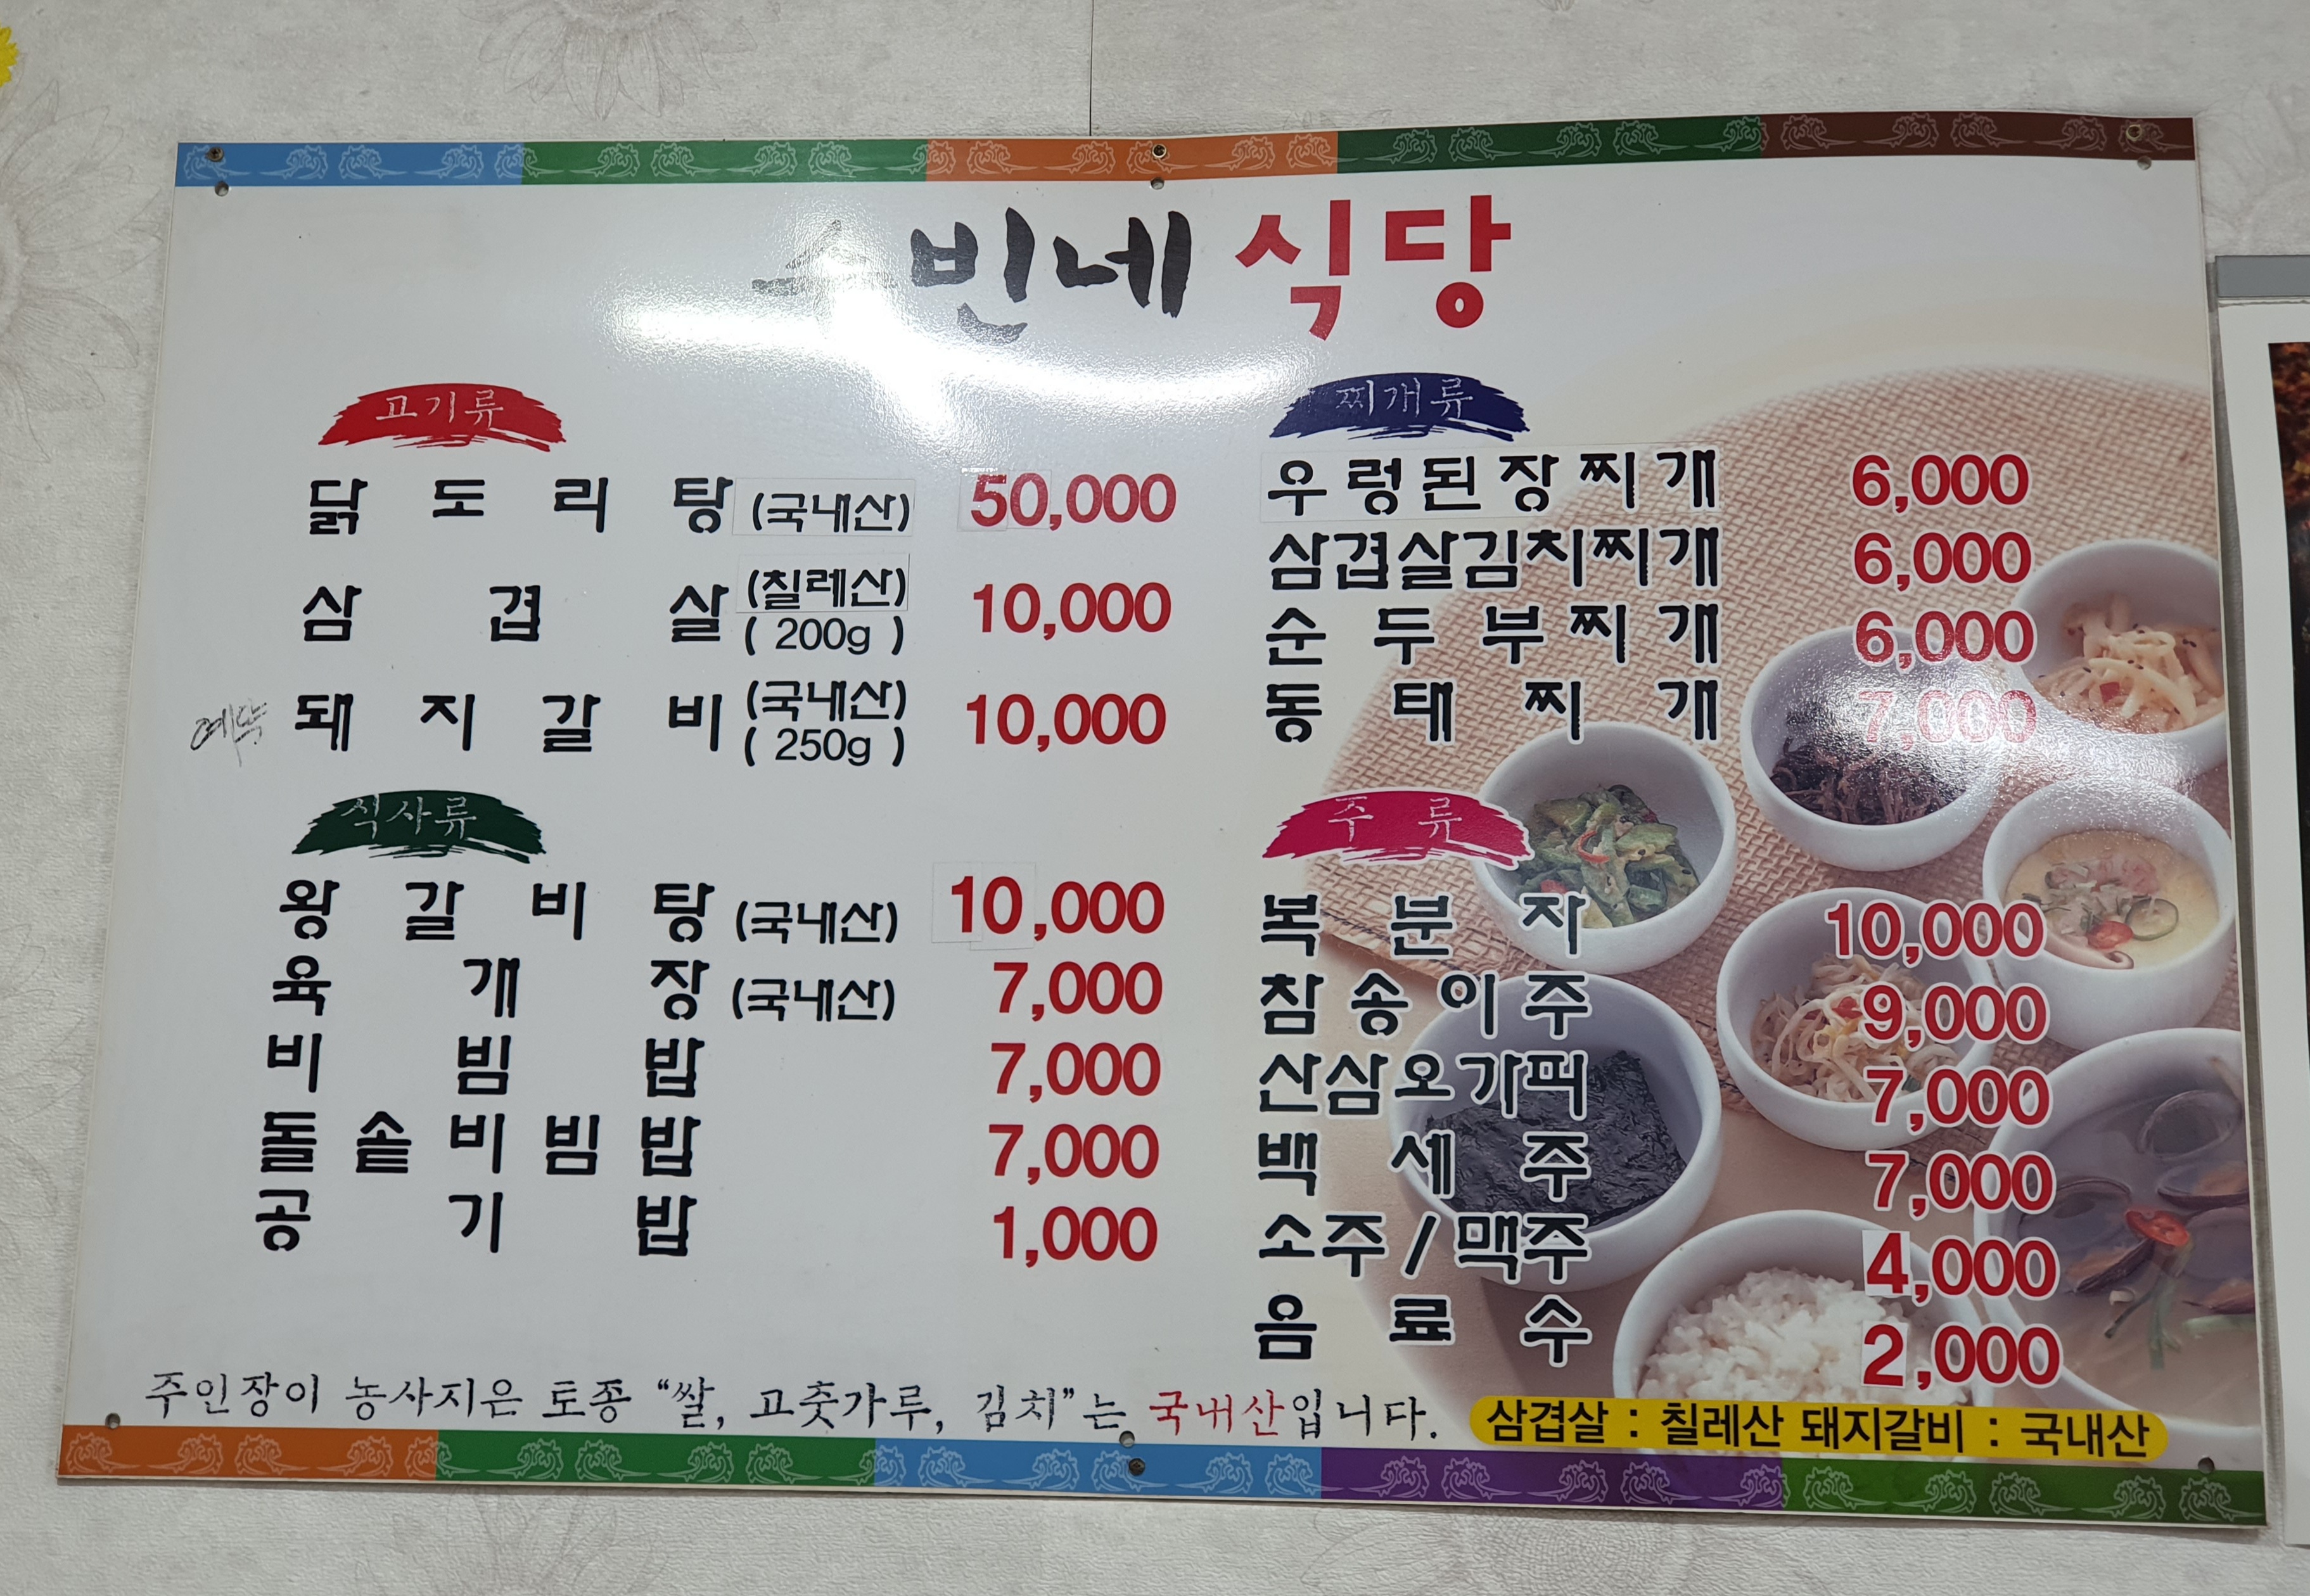 수빈네 식당
고기류
닭도리탕 (국내산) 50,000
삼겹살 (칠레산) (200g) 10,000
예약 돼지갈비 (국내산) (250g) 10,000
식사류
왕갈비탕 (국내산) 10,000
육개장 (국내산) 7,000
비빔밥 7,000
돌솥비빔밥 7,000
공기밥 1,000
찌개류
우렁된장찌개 6,000
삼겹살김치찌개 6,000
순두부찌개 6,000
동태찌개 7,000
주류
복분자 10,000
참송이주 9,000
산삼오가피 7,000
백세주 7,000
소주/맥주 4,000
음료수 2,000
주인장이 농사지은 토종 “쌀, 고춧가루, 김치”는 국내산입니다.
삼겹살 : 칠레산 돼지갈비 : 국내산